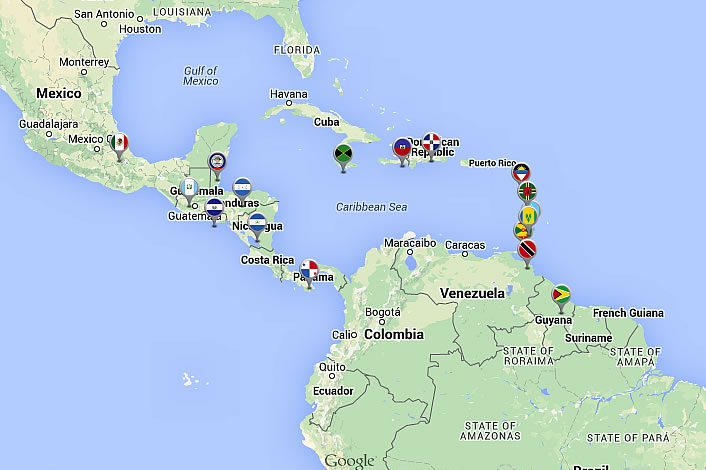 San Antonio
LOUISIANA
Houston
FLORIDA
Monterrey
Gulf of
Mexico
Mexico
Havana
Cuba
Guadalajara
Mexico C
Dominican
Republic
Puerto Rico
Guatemala
Honduras
Guatemala
Caribbean Sea
Nicaragua
Maracaibo
Caracas
Costa Rica
Panama
Venezuela
Bogotá
Guyana
French Guiana
Cali
Colombia
Suriname
STATE OF
RORAIMA
STATE OF
AMAPÁ
Quito
Ecuador
STATE OF
AMAZONAS
STATE OF PARÁ
Google
Brazil